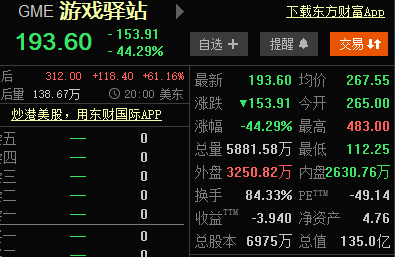 GME 游戏驿站
下载东方财富App
193.60 -153.91
-44.29%
自选 + 提醒 交易
后 312.00 +118.40 +61.16%
后量 138.67万 20:00 美东
炒港美股，用东财国际APP
五 — 0
四 — 0
三 — 0
二 — 0
一 — 0
一 — 0
二 — 0
最新 193.60 均价 267.55
涨跌 ▼153.91 今开 265.00
涨幅 -44.29% 最高 483.00
总量 5881.58万 最低 112.25
外盘 3250.82万 内盘 2630.76万
换手 84.33% PE™ -49.14
收益™ -3.940 净资产 4.76
总股本 6975万 总值 135.0亿